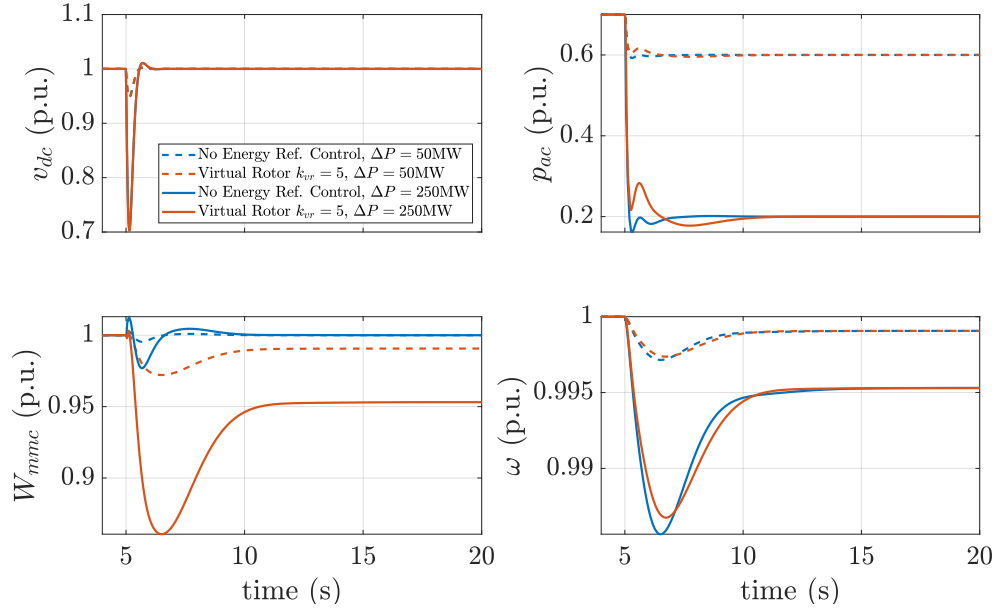 1.1
1
0.9
0.8
0.7
v_dc (p.u.)
No Energy Ref. Control, ΔP = 50MW
Virtual Rotor k_vr = 5, ΔP = 50MW
No Energy Ref. Control, ΔP = 250MW
Virtual Rotor k_vr = 5, ΔP = 250MW
0.6
0.4
0.2
p_ac (p.u.)
1
0.95
0.9
W_mmc (p.u.)
5 10 15 20
time (s)
1
0.995
0.99
ω (p.u.)
5 10 15 20
time (s)